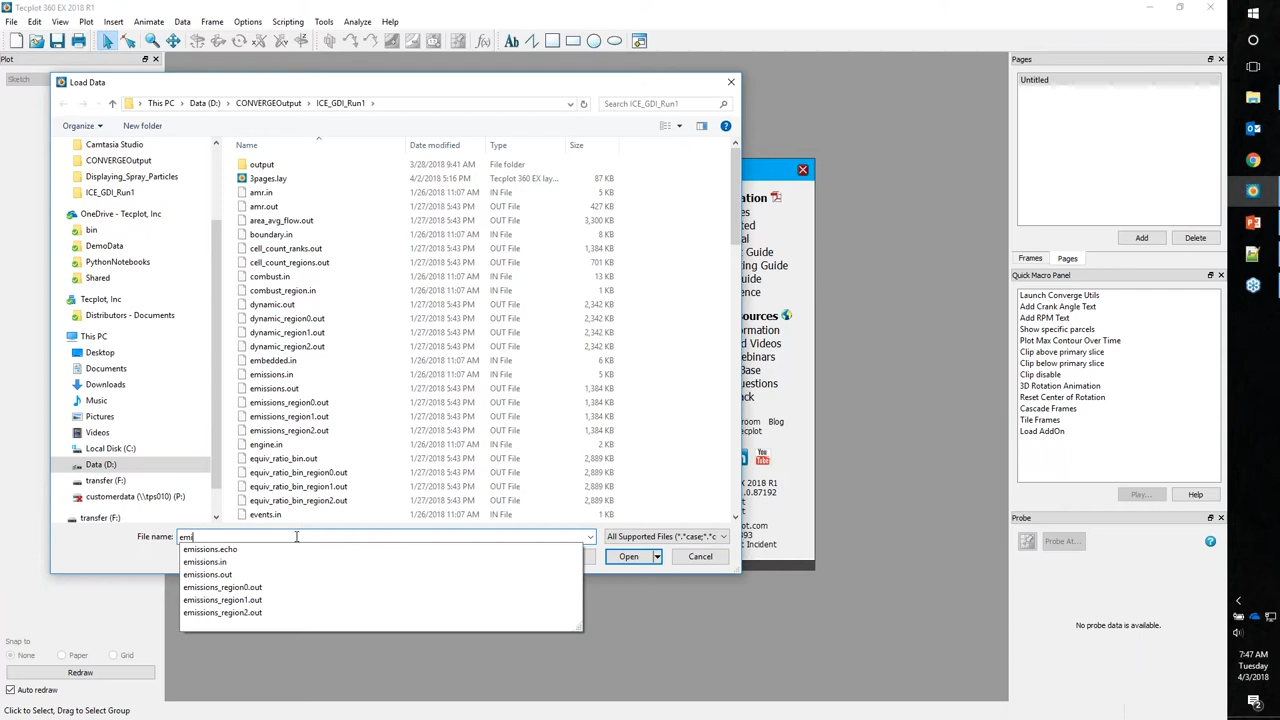 Tecplot 360 EX 2018 R1
File Edit View Plot Insert Animate Data Frame Options Scripting Tools Analyze Help
Plot
Sketch
Snap to
None Paper Grid
Redraw
Auto redraw
Click to Select, Drag to Select Group
Load Data
This PC > Data (D:) > CONVERGEOutput > ICE_GDI_Run1 >
Search ICE_GDI_Run1
Organize New folder
Camtasia Studio
CONVERGEOutput
Displaying_Spray_Particles
ICE_GDI_Run1
OneDrive - Tecplot, Inc
bin
DemoData
PythonNotebooks
Shared
Tecplot, Inc
Distributors - Documents
This PC
Desktop
Documents
Downloads
Music
Pictures
Videos
Local Disk (C:)
Data (D:)
transfer (F:)
customerdata (\\tps010) (P:)
transfer (F:)
Name Date modified Type Size
output 3/28/2018 9:41 AM File folder
3pages.lay 4/2/2018 5:16 PM Tecplot 360 EX lay... 87 KB
amr.in 1/26/2018 11:07 AM IN File 5 KB
amr.out 1/27/2018 5:43 PM OUT File 427 KB
area_avg_flow.out 1/27/2018 5:43 PM OUT File 3,300 KB
boundary.in 1/26/2018 11:07 AM IN File 8 KB
cell_count_ranks.out 1/27/2018 5:43 PM OUT File 1,384 KB
cell_count_regions.out 1/27/2018 5:43 PM OUT File 701 KB
combust.in 1/26/2018 11:07 AM IN File 13 KB
combust_region.in 1/26/2018 11:07 AM IN File 1 KB
dynamic.out 1/27/2018 5:43 PM OUT File 2,342 KB
dynamic_region0.out 1/27/2018 5:43 PM OUT File 2,342 KB
dynamic_region1.out 1/27/2018 5:43 PM OUT File 2,342 KB
dynamic_region2.out 1/27/2018 5:43 PM OUT File 2,342 KB
embedded.in 1/26/2018 11:07 AM IN File 6 KB
emissions.in 1/26/2018 11:07 AM IN File 5 KB
emissions.out 1/27/2018 5:43 PM OUT File 1,384 KB
emissions_region0.out 1/27/2018 5:43 PM OUT File 1,384 KB
emissions_region1.out 1/27/2018 5:43 PM OUT File 1,384 KB
emissions_region2.out 1/27/2018 5:43 PM OUT File 1,384 KB
engine.in 1/26/2018 11:07 AM IN File 2 KB
equiv_ratio_bin.out 1/27/2018 5:43 PM OUT File 2,889 KB
equiv_ratio_bin_region0.out 1/27/2018 5:43 PM OUT File 2,889 KB
equiv_ratio_bin_region1.out 1/27/2018 5:43 PM OUT File 2,889 KB
equiv_ratio_bin_region2.out 1/27/2018 5:43 PM OUT File 2,889 KB
events.in 1/26/2018 11:07 AM IN File 1 KB
File name: emi
All Supported Files (*.*case;*.*c
Open Cancel
emissions.echo
emissions.in
emissions.out
emissions_region0.out
emissions_region1.out
emissions_region2.out
Pages
Untitled
Add Delete
Frames Pages
Quick Macro Panel
Launch Converge Utils
Add Crank Angle Text
Add RPM Text
Show specific parcels
Plot Max Coloumn Over Time
Clip above primary slice
Clip below primary slice
Clip disable
3D Rotation Animation
Reset Center of Rotation
Cascade Frames
Tile Frames
Load AddOn
Play... Help
Probe
Probe At...
No probe data is available.
7:47 AM
Tuesday
4/3/2018
2